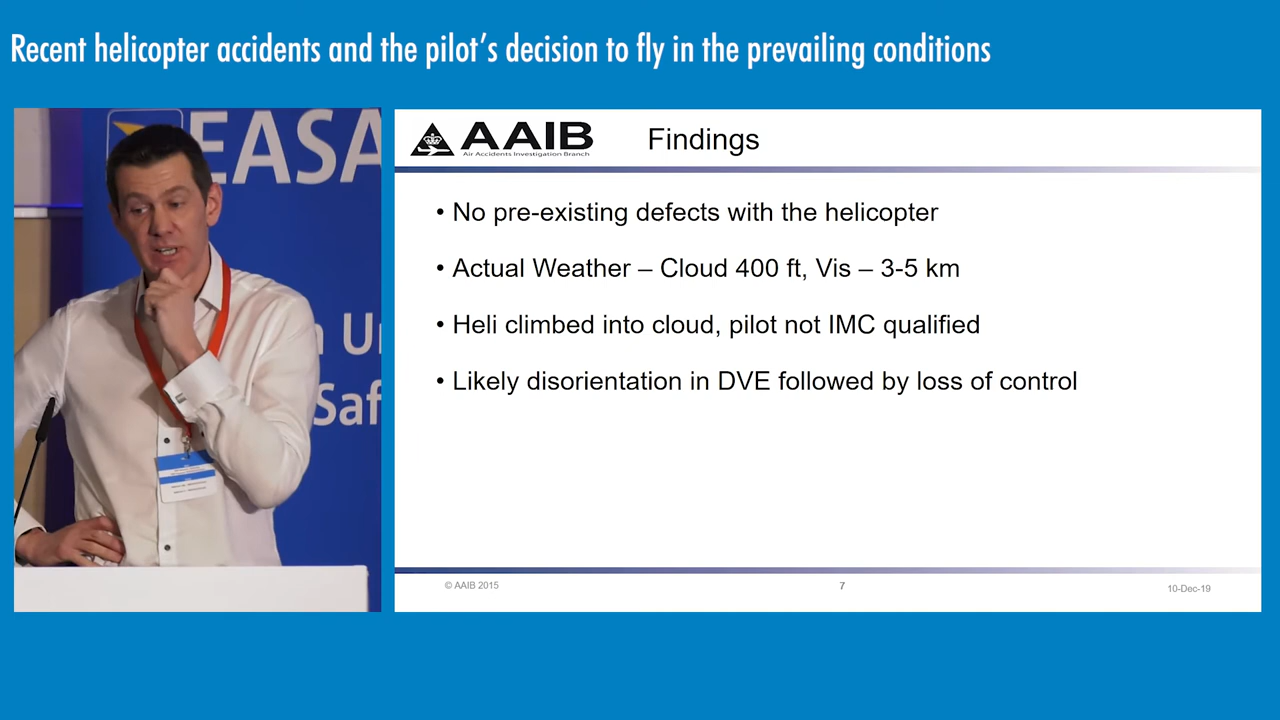 Recent helicopter accidents and the pilot's decision to fly in the prevailing conditions
EASA
n U
Saf
AAIB
Air Accidents Investigation Branch
Findings
• No pre-existing defects with the helicopter
• Actual Weather – Cloud 400 ft, Vis – 3-5 km
• Heli climbed into cloud, pilot not IMC qualified
• Likely disorientation in DVE followed by loss of control
© AAIB 2015
7
10-Dec-19